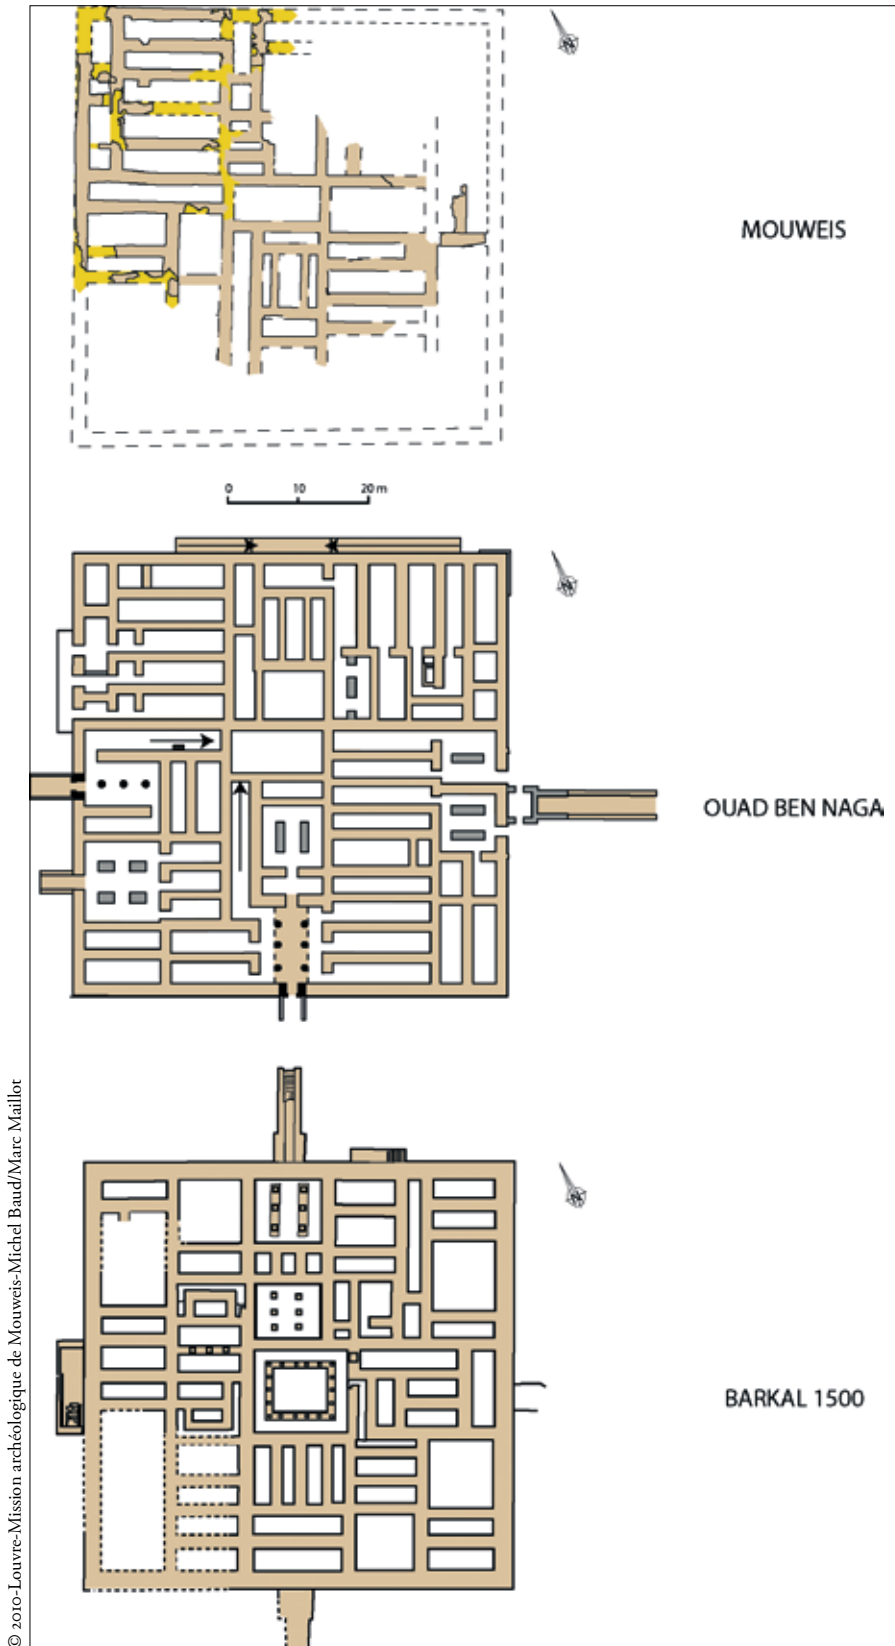 N
MOUWEIS
0 10 20 m
N
OUAD BEN NAGA
N
BARKAL 1500
© 2010-Louvre-Mission archéologique de Mouweis-Michel Baud/Marc Maillot